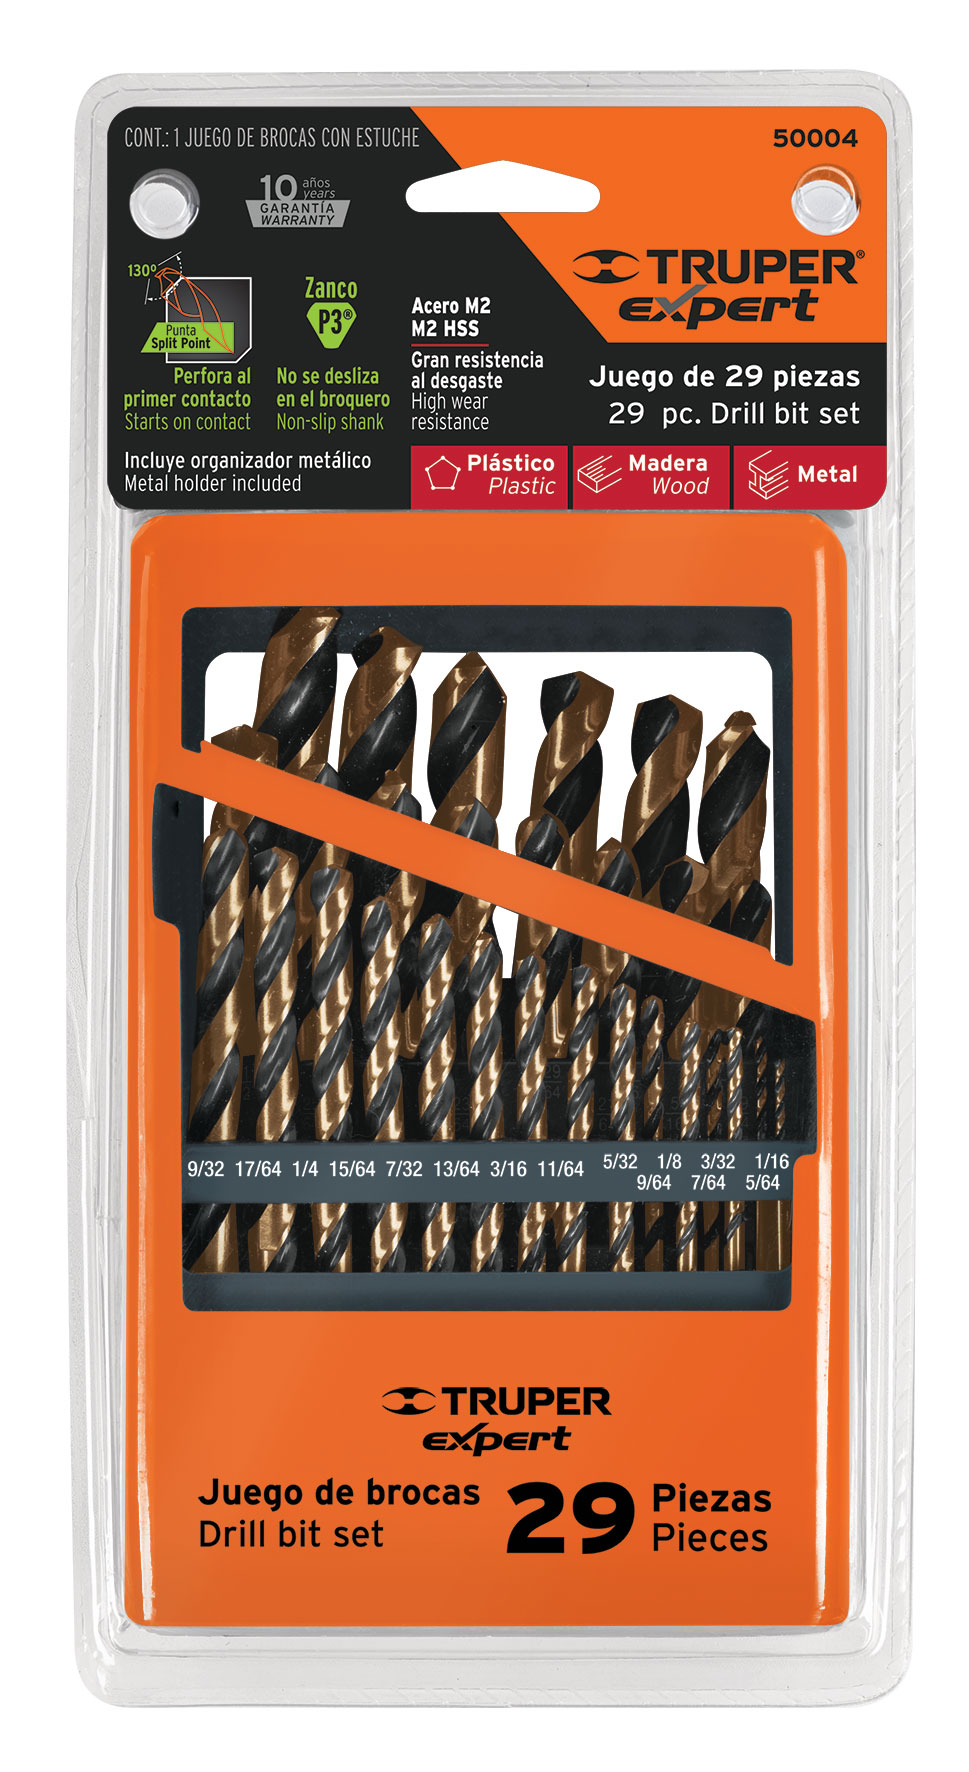 CONT.: 1 JUEGO DE BROCAS CON ESTUCHE
50004
10 años
years
GARANTÍA
WARRANTY
TRUPER®
expert
130°
Punta
Split Point
Perfora al
primer contacto
Starts on contact
Zanco
P3®
No se desliza
en el broquero
Non-slip shank
Acero M2
M2 HSS
Gran resistencia
al desgaste
High wear
resistance
Juego de 29 piezas
29 pc. Drill bit set
Incluye organizador metálico
Metal holder included
Plástico
Plastic
Madera
Wood
Metal
9/32 17/64 1/4 15/64 7/32 13/64 3/16 11/64 5/32 1/8 3/32 1/16
9/64 7/64 5/64
TRUPER
expert
Juego de brocas
Drill bit set
29
Piezas
Pieces